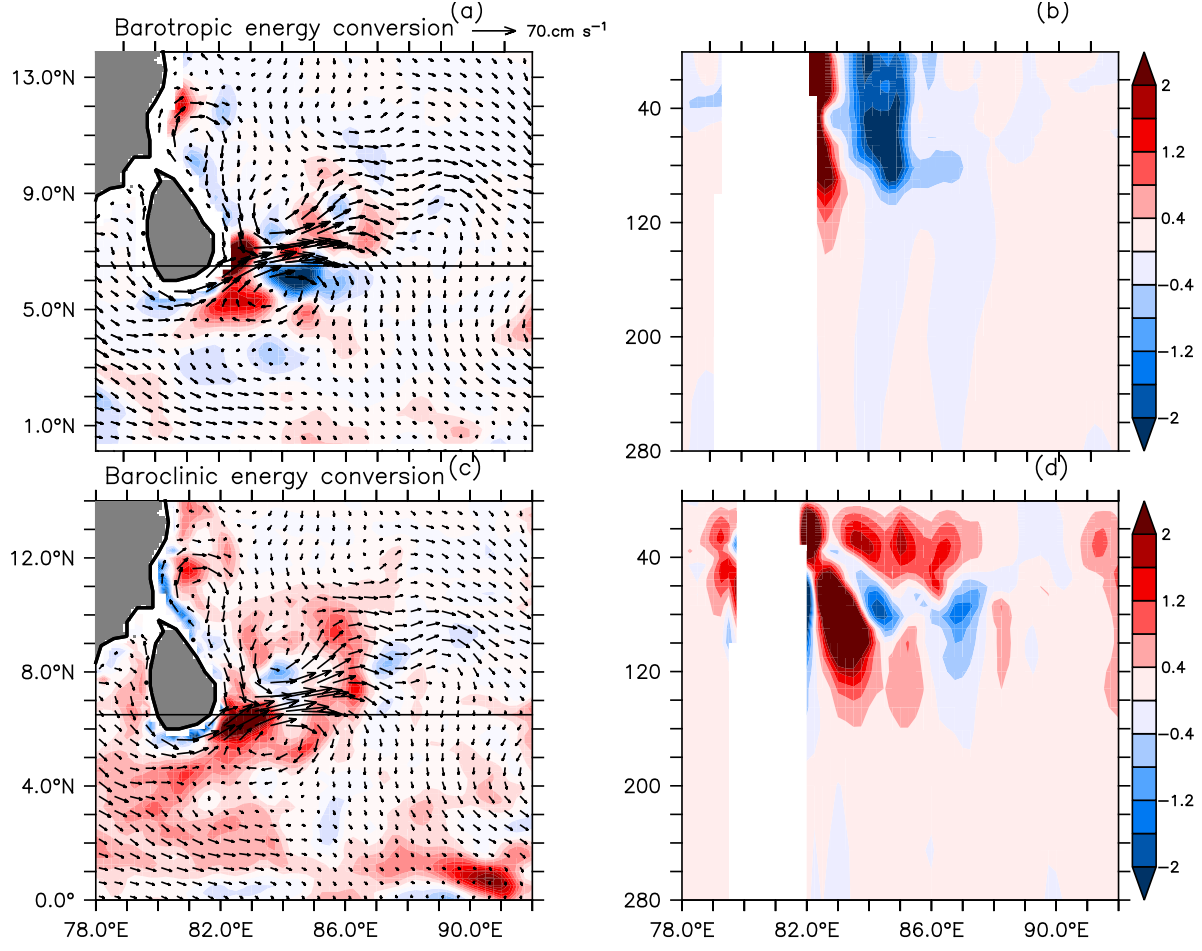 (a) (b)
Barotropic energy conversion 70.cm s⁻¹
13.0°N
9.0°N
5.0°N
1.0°N
40
120
200
280
2
1.2
0.4
−0.4
−1.2
−2
Baroclinic energy conversion (c) (d)
12.0°N
8.0°N
4.0°N
0.0°
78.0°E 82.0°E 86.0°E 90.0°E
40
120
200
280
78.0°E 82.0°E 86.0°E 90.0°E
2
1.2
0.4
−0.4
−1.2
−2